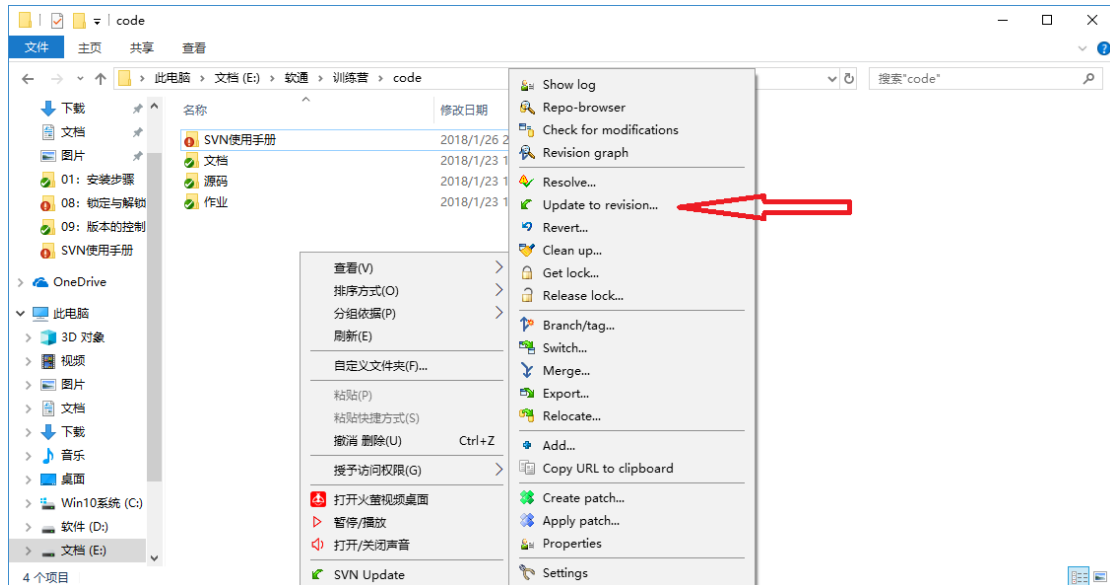 code
文件 主页 共享 查看
此电脑 › 文档 (E:) › 软通 › 训练营 › code
搜索"code"
下载
文档
图片
01：安装步骤
08：锁定与解锁
09：版本的控制
SVN使用手册
OneDrive
此电脑
3D 对象
视频
图片
文档
下载
音乐
桌面
Win10系统 (C:)
软件 (D:)
文档 (E:)
4 个项目
名称 修改日期
SVN使用手册 2018/1/26 2
文档 2018/1/23 1
源码 2018/1/23 1
作业 2018/1/23 1
查看(V)
排序方式(O)
分组依据(P)
刷新(E)
自定义文件夹(F)...
粘贴(P)
粘贴快捷方式(S)
撤消 删除(U) Ctrl+Z
授予访问权限(G)
打开火萤视频桌面
暂停/播放
打开/关闭声音
SVN Update
Show log
Repo-browser
Check for modifications
Revision graph
Resolve...
Update to revision...
Revert...
Clean up...
Get lock...
Release lock...
Branch/tag...
Switch...
Merge...
Export...
Relocate...
Add...
Copy URL to clipboard
Create patch...
Apply patch...
Properties
Settings